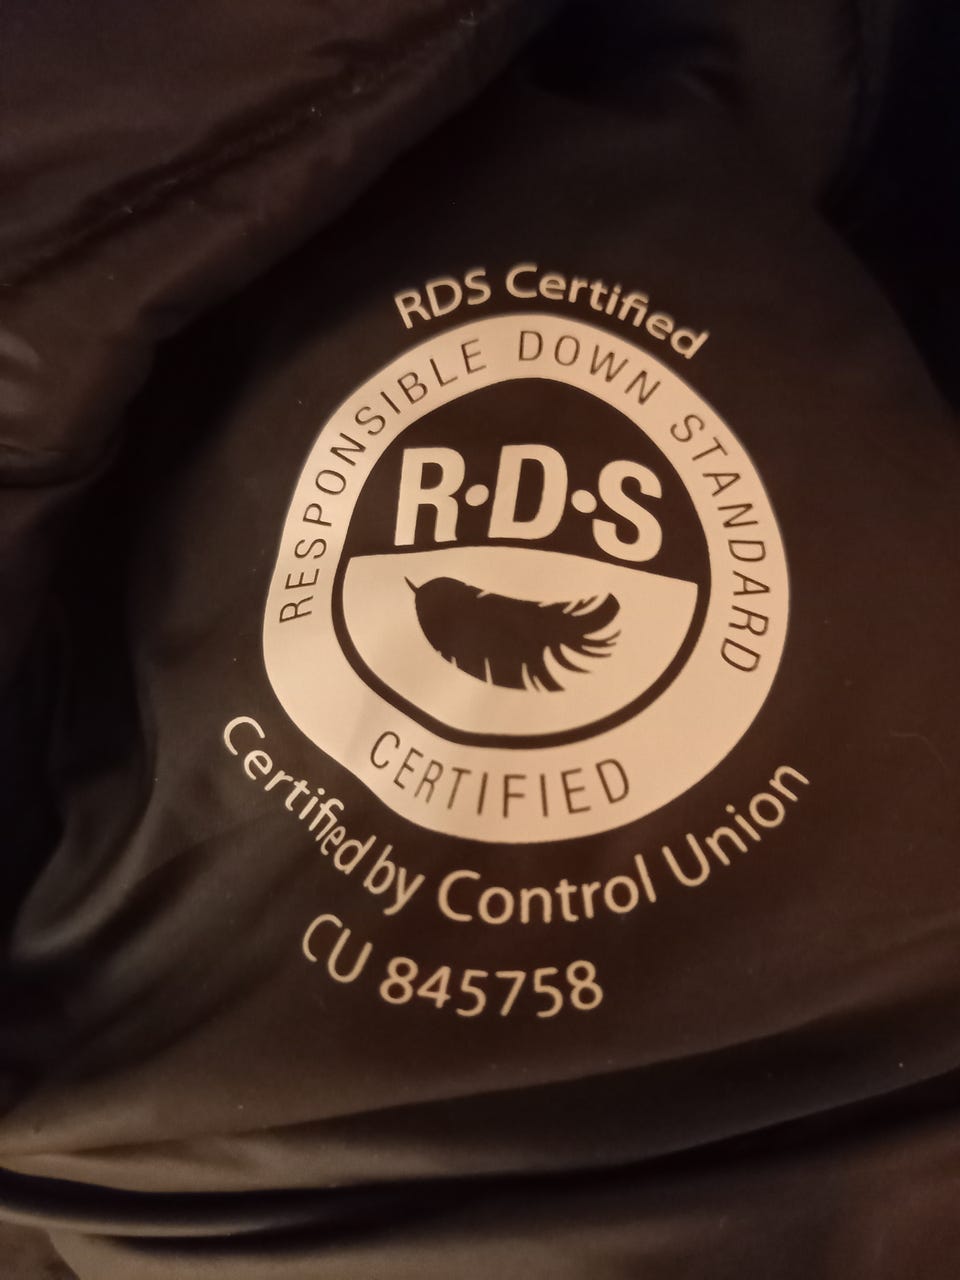 RDS Certified
RESPONSIBLE DOWN STANDARD
R•D•S
CERTIFIED
Certified by Control Union
CU 845758